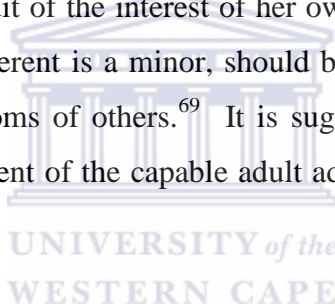 uit of the interest of her ow
erent is a minor, should b
oms of others.69 It is sug
ent of the capable adult ac
UNIVERSITY of the
WESTERN CAPE